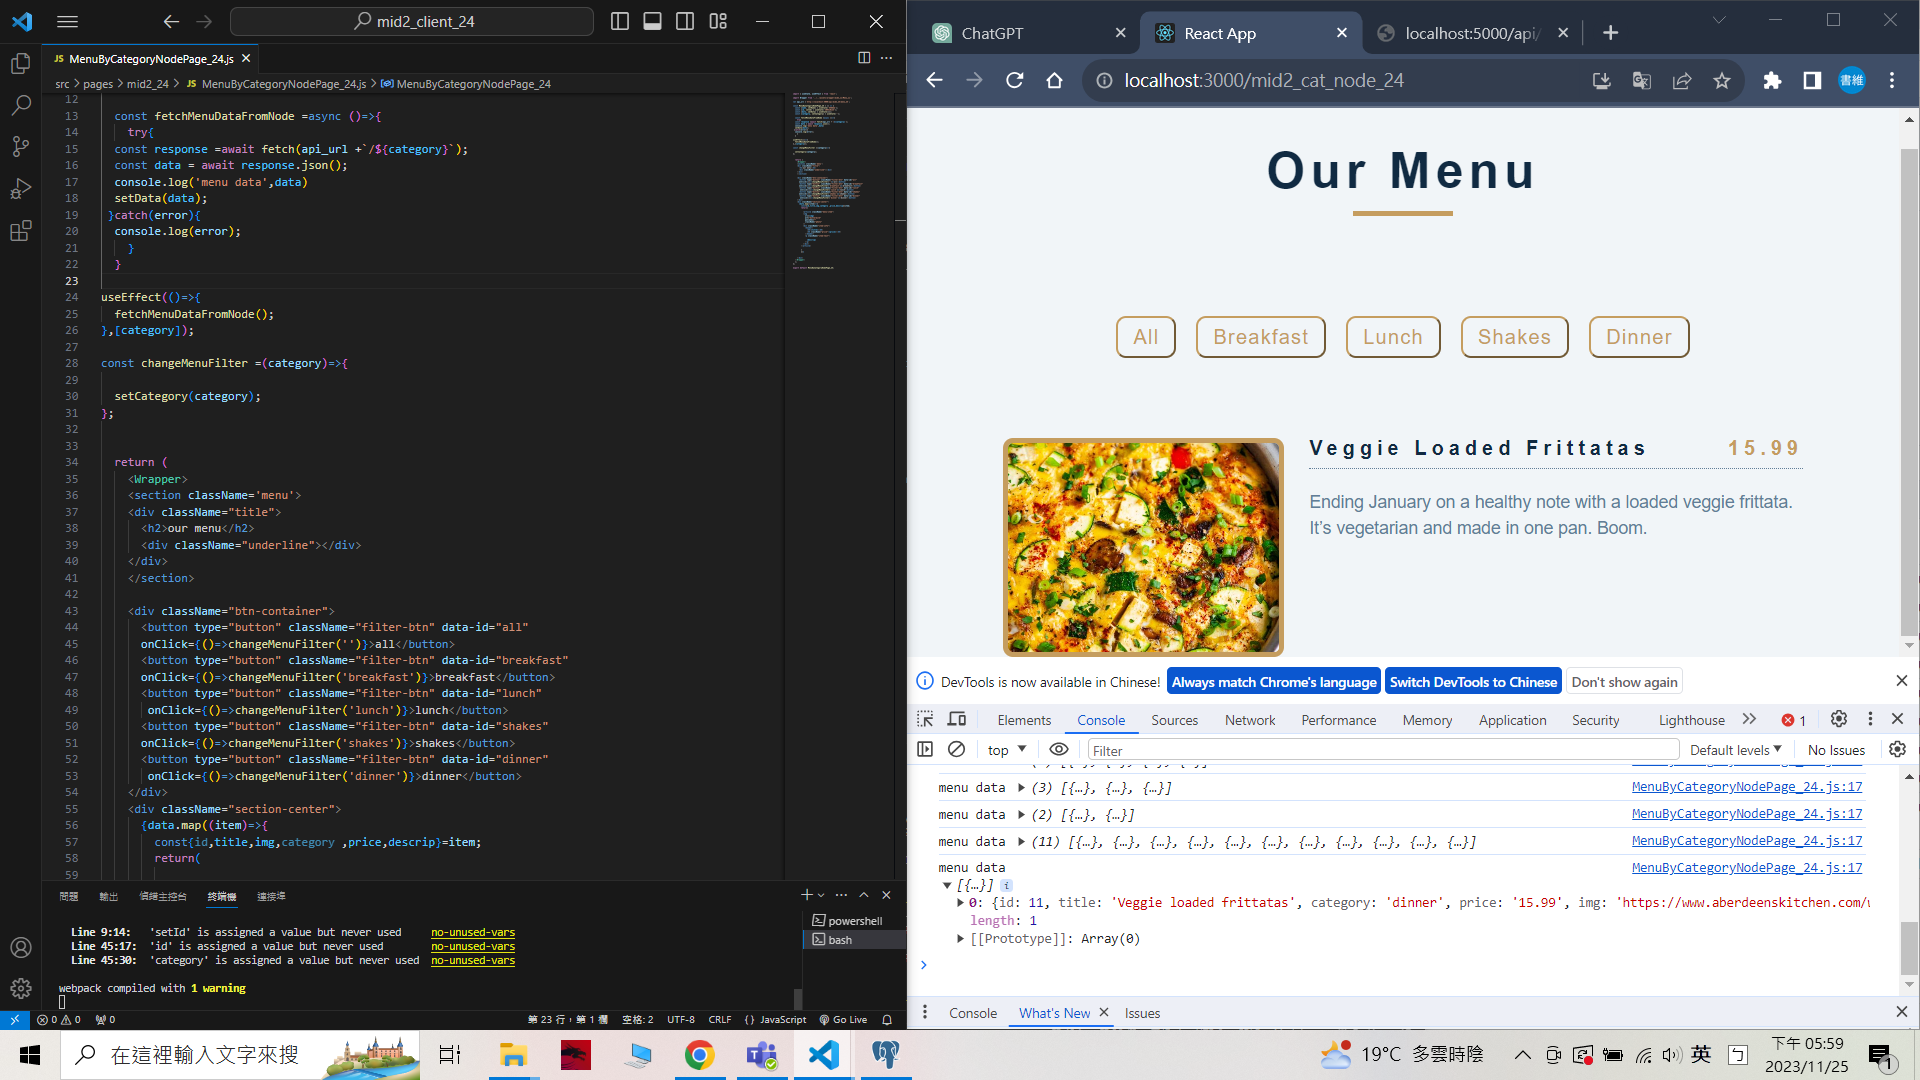 mid2_client_24
JS MenuByCategoryNodePage_24.js
src > pages > mid2_24 > JS MenuByCategoryNodePage_24.js > MenuByCategoryNodePage_24
12
13 const fetchMenuDataFromNode =async ()=>{
14 try{
15 const response =await fetch(api_url +`/${category}`);
16 const data = await response.json();
17 console.log('menu data',data)
18 setData(data);
19 }catch(error){
20 console.log(error);
21 }
22 }
23
24 useEffect(()=>{
25 fetchMenuDataFromNode();
26 },[category]);
27
28 const changeMenuFilter =(category)=>{
29
30 setCategory(category);
31 };
32
33
34 return (
35 <Wrapper>
36 <section className='menu'>
37 <div className="title">
38 <h2>our menu</h2>
39 <div className="underline"></div>
40 </div>
41 </section>
42
43 <div className="btn-container">
44 <button type="button" className="filter-btn" data-id="all"
45 onClick={()=>changeMenuFilter('')}>all</button>
46 <button type="button" className="filter-btn" data-id="breakfast"
47 onClick={()=>changeMenuFilter('breakfast')}>breakfast</button>
48 <button type="button" className="filter-btn" data-id="lunch"
49 onClick={()=>changeMenuFilter('lunch')}>lunch</button>
50 <button type="button" className="filter-btn" data-id="shakes"
51 onClick={()=>changeMenuFilter('shakes')}>shakes</button>
52 <button type="button" className="filter-btn" data-id="dinner"
53 onClick={()=>changeMenuFilter('dinner')}>dinner</button>
54 </div>
55 <div className="section-center">
56 {data.map((item)=>{
57 const{id,title,img,category ,price,descrip}=item;
58 return(
59
問題 輸出 偵錯主控台 終端機 連接埠
powershell
bash
Line 9:14: 'setId' is assigned a value but never used no-unused-vars
Line 45:17: 'id' is assigned a value but never used no-unused-vars
Line 45:30: 'category' is assigned a value but never used no-unused-vars
webpack compiled with 1 warning
0 0 0 第 23 行，第 1 欄 空格: 2 UTF-8 CRLF {} JavaScript Go Live
ChatGPT
React App
localhost:5000/api/
localhost:3000/mid2_cat_node_24
書維
Our Menu
All Breakfast Lunch Shakes Dinner
Veggie Loaded Frittatas 15.99
Ending January on a healthy note with a loaded veggie frittata.
It's vegetarian and made in one pan. Boom.
DevTools is now available in Chinese! Always match Chrome's language Switch DevTools to Chinese Don't show again
Elements Console Sources Network Performance Memory Application Security Lighthouse 1
top Filter Default levels No Issues
menu data (3) [{…}, {…}, {…}] MenuByCategoryNodePage_24.js:17
menu data (2) [{…}, {…}] MenuByCategoryNodePage_24.js:17
menu data (11) [{…}, {…}, {…}, {…}, {…}, {…}, {…}, {…}, {…}, {…}, {…}] MenuByCategoryNodePage_24.js:17
menu data MenuByCategoryNodePage_24.js:17
[{…}]
0: {id: 11, title: 'Veggie loaded frittatas', category: 'dinner', price: '15.99', img: 'https://www.aberdeenskitchen.com/
length: 1
[[Prototype]]: Array(0)
Console What's New Issues
在這裡輸入文字來搜
19°C 多雲時陰
英
下午 05:59
2023/11/25
1